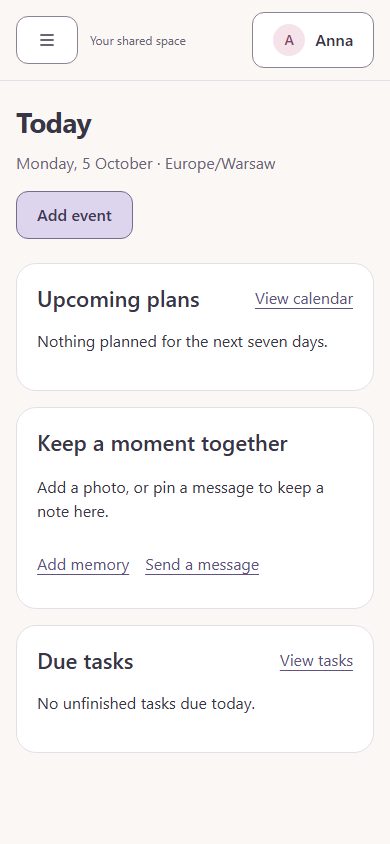 Your shared space
A Anna
Today
Monday, 5 October · Europe/Warsaw
Add event
Upcoming plans
View calendar
Nothing planned for the next seven days.
Keep a moment together
Add a photo, or pin a message to keep a
note here.
Add memory Send a message
Due tasks
View tasks
No unfinished tasks due today.